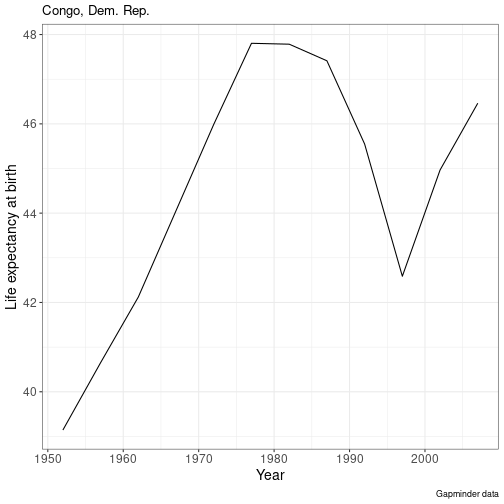 Congo, Dem. Rep.
48
46
44
42
40
Life expectancy at birth
1950 1960 1970 1980 1990 2000
Year
Gapminder data